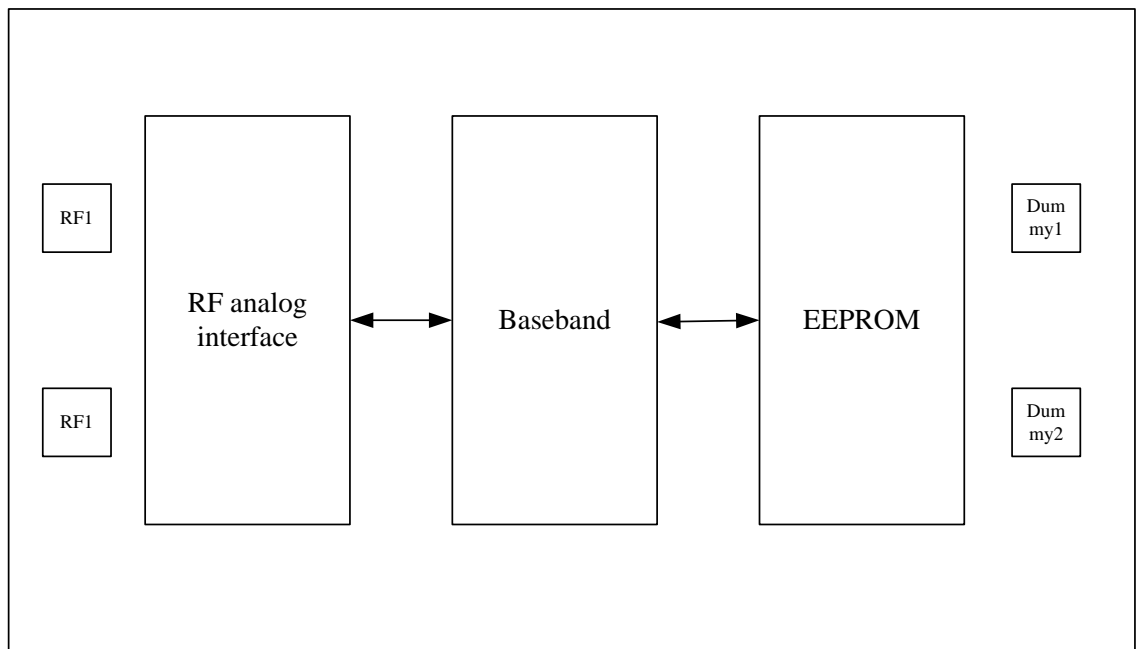 RF1
RF1
RF analog
interface
Baseband
EEPROM
Dum
my1
Dum
my2